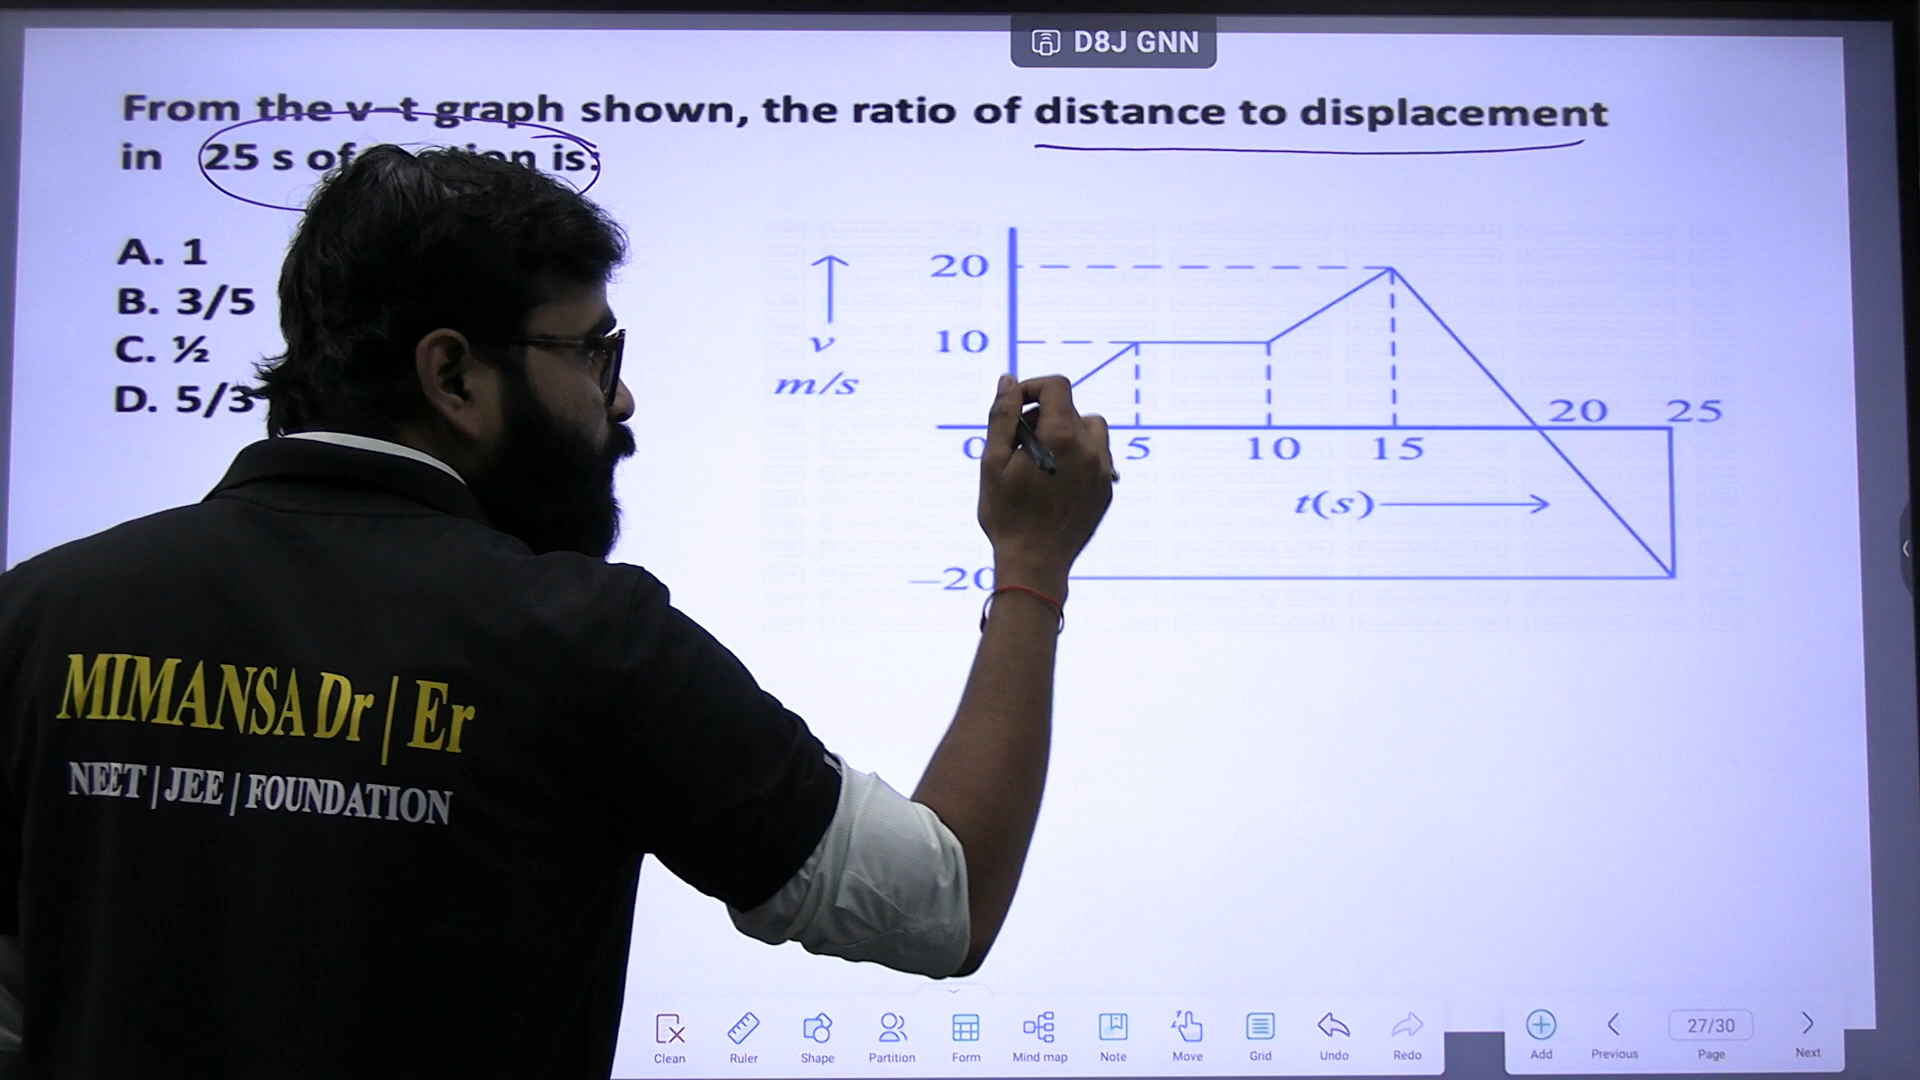 D8J GNN
From the v–t graph shown, the ratio of distance to displacement
in 25 s of is:
A. 1
B. 3/5
C. ½
D. 5/3
20
10
v
m/s
0 5 10 15 20 25
t(s)
–20
MIMANSA Dr | Er
NEET | JEE | FOUNDATION
Clean Ruler Shape Partition Form Mind map Note Move Grid Undo Redo
Add Previous 27/30 Page Next